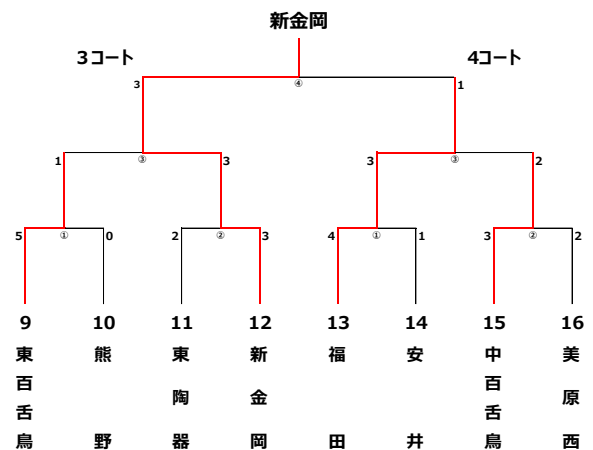 新金岡
3コート 4コート
3 ④ 1
1 ③ 3 3 ③ 2
5 ① 0 2 ② 3 4 ① 1 3 ② 2
9 10 11 12 13 14 15 16
東百舌鳥
熊野
東陶器
新金岡
福田
安井
中百舌鳥
美原西